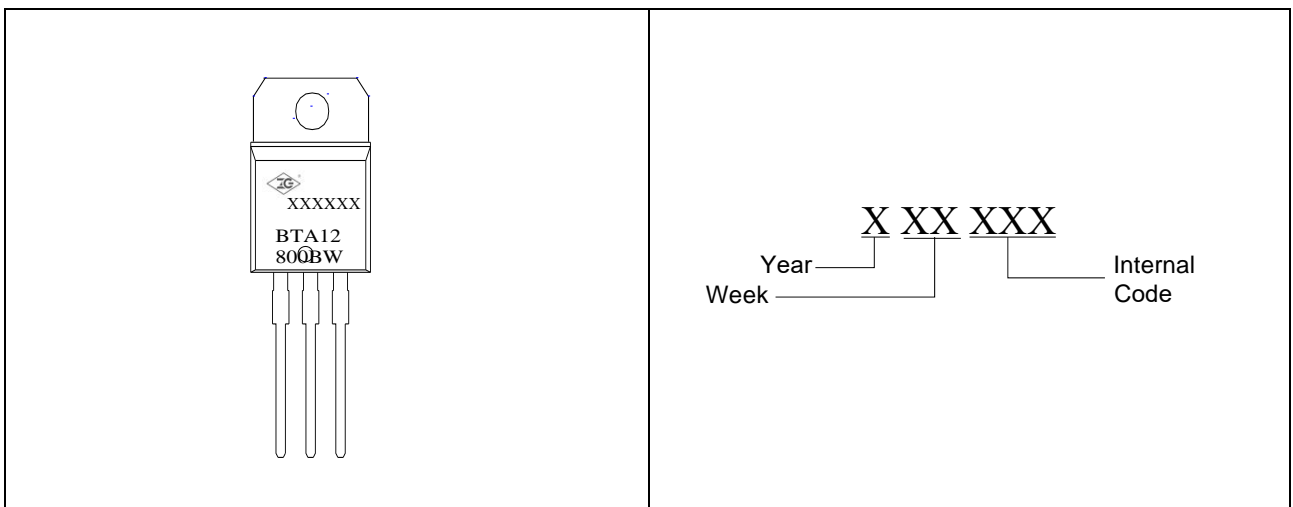 XXXXXX
BTA12
800BW
X XX XXX
Year
Week
Internal
Code